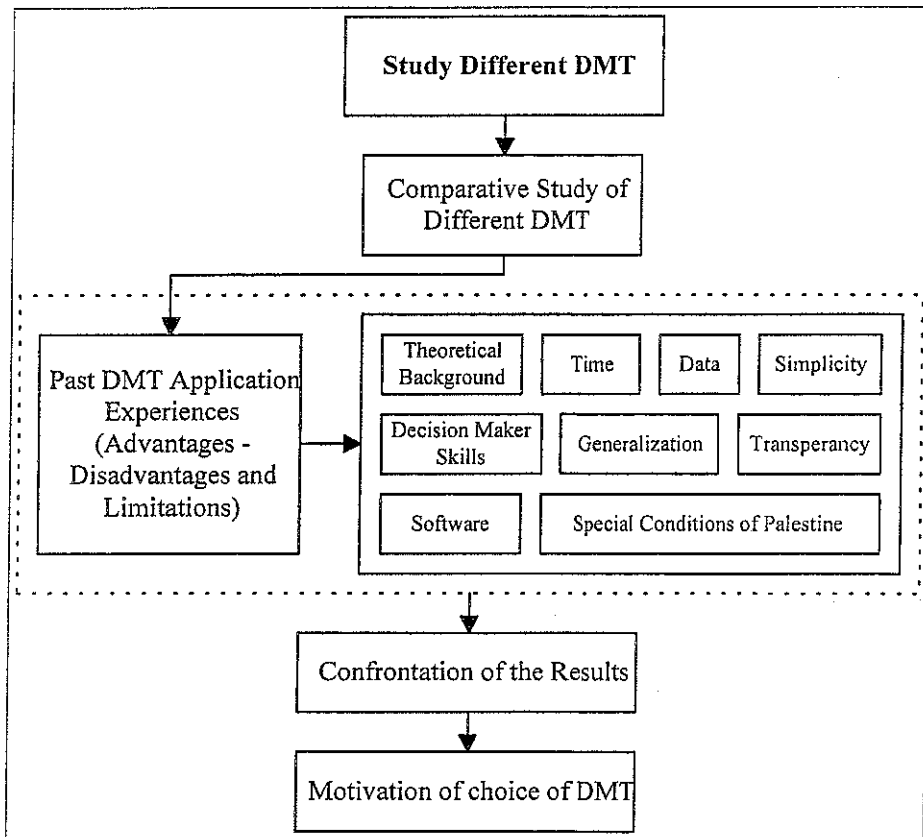 Study Different DMT
Comparative Study of
Different DMT
Past DMT Application
Experiences
(Advantages -
Disadvantages and
Limitations)
Theoretical
Background
Time
Data
Simplicity
Decision Maker
Skills
Generalization
Transperancy
Software
Special Conditions of Palestine
Confrontation of the Results
Motivation of choice of DMT